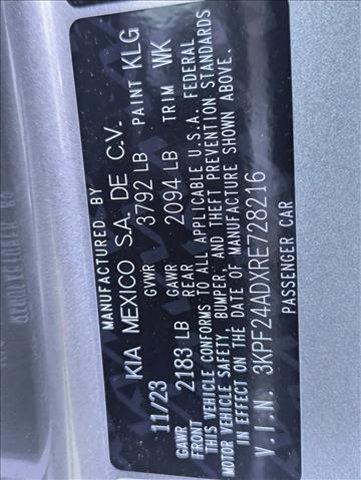 MANUFACTURED BY
KIA MEXICO S.A. DE C.V.
11/23 GVWR 3792 LB PAINT KLG
GAWR FRONT 2183 LB GAWR REAR 2094 LB TRIM WK
THIS VEHICLE CONFORMS TO ALL APPLICABLE U.S.A. FEDERAL
MOTOR VEHICLE SAFETY, BUMPER, AND THEFT PREVENTION STANDARDS
IN EFFECT ON THE DATE OF MANUFACTURE SHOWN ABOVE.
V.I.N. 3KPF24ADXRE728216
PASSENGER CAR